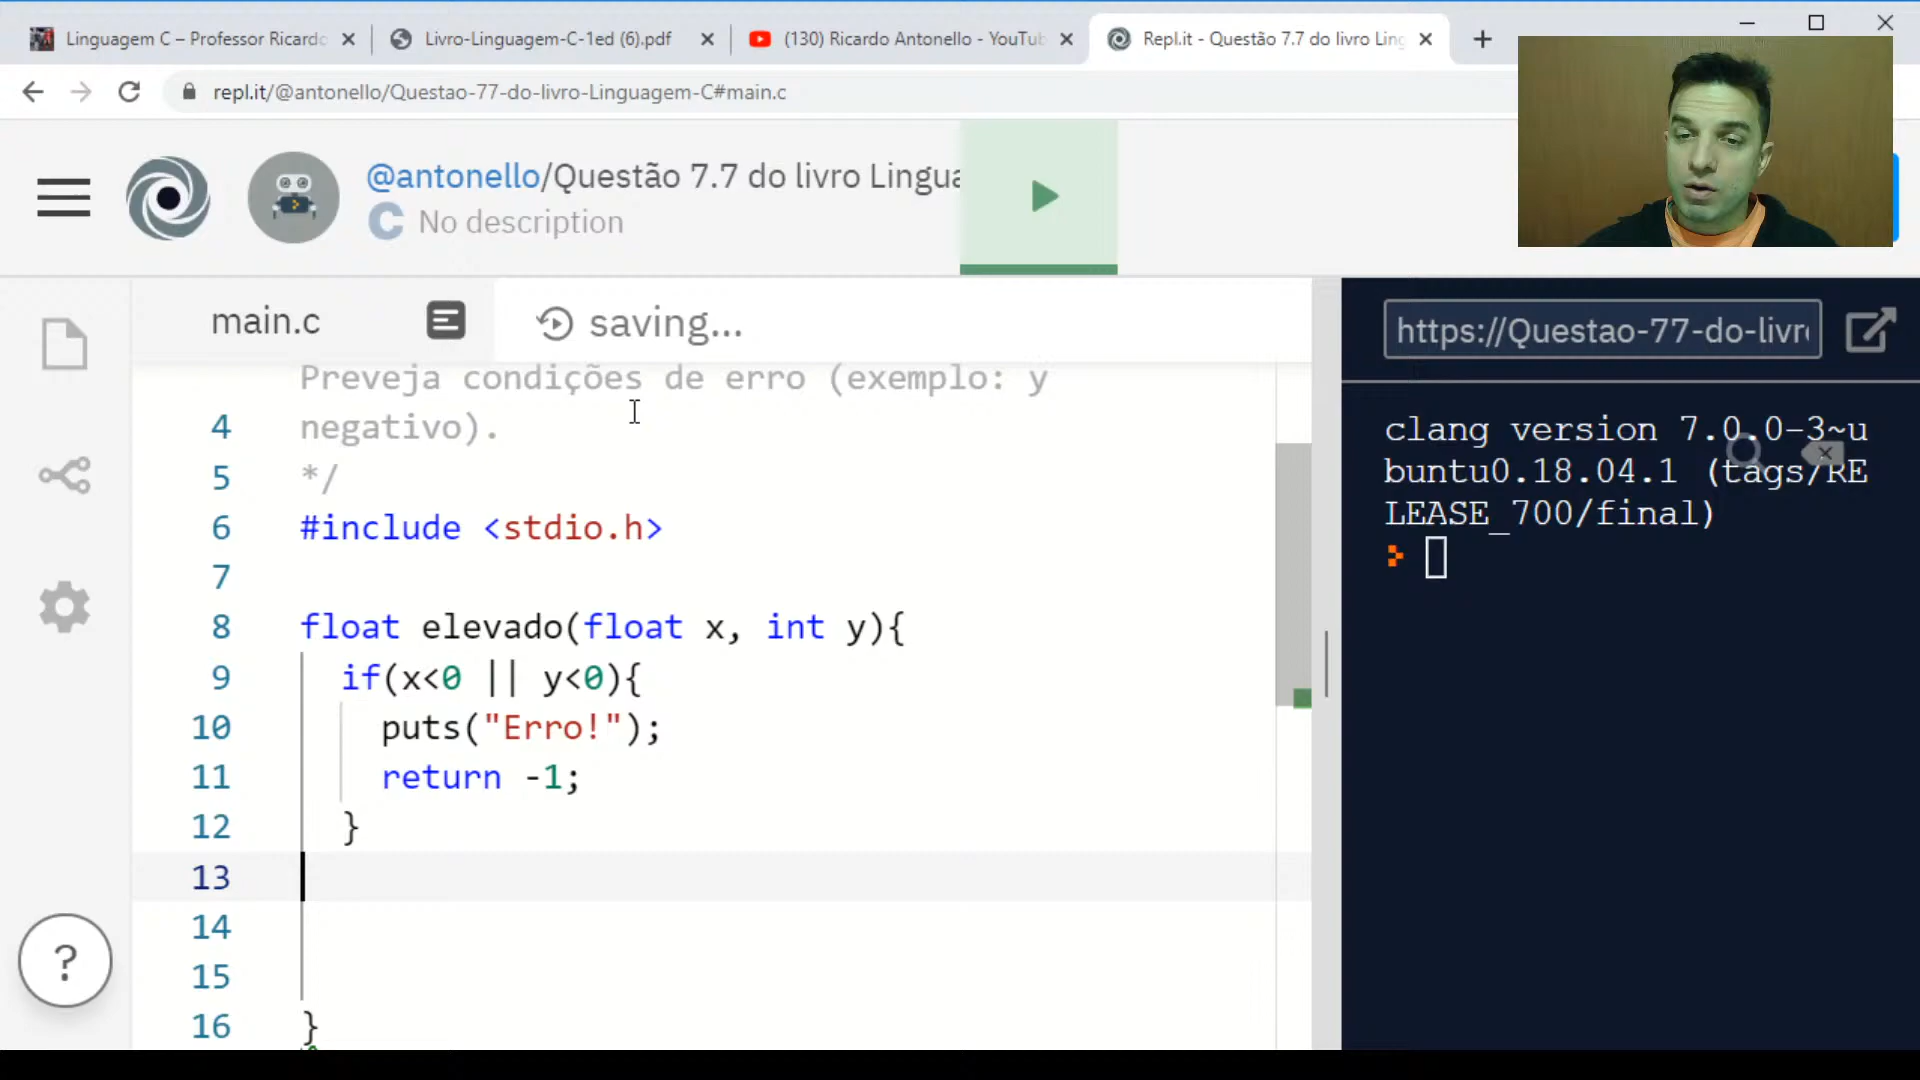 Linguagem C – Professor Ricardo
Livro-Linguagem-C-1ed (6).pdf
(130) Ricardo Antonello - YouTu
Repl.it - Questão 7.7 do livro Ling
repl.it/@antonello/Questao-77-do-livro-Linguagem-C#main.c
@antonello/Questão 7.7 do livro Lingua
C No description
main.c
saving...
https://Questao-77-do-livr
Preveja condições de erro (exemplo: y
4 negativo).
5 */
6 #include <stdio.h>
7
8 float elevado(float x, int y){
9 if(x<0 || y<0){
10 puts("Erro!");
11 return -1;
12 }
13
14
15
16 }
clang version 7.0.0-3~u
buntu0.18.04.1 (tags/RE
LEASE_700/final)
?